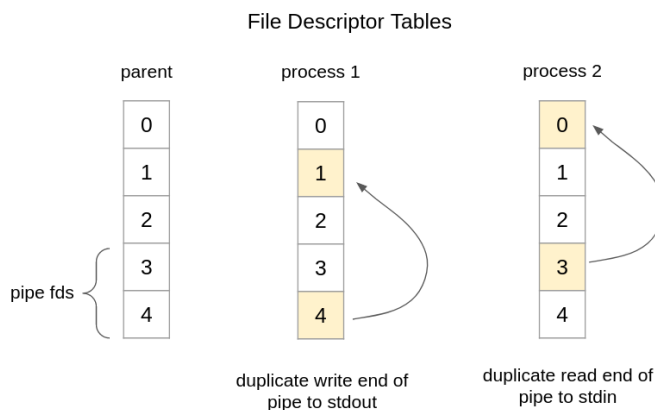 File Descriptor Tables
parent
process 1
process 2
0
1
2
3
4
0
1
2
3
4
0
1
2
3
4
pipe fds
duplicate write end of
pipe to stdout
duplicate read end of
pipe to stdin